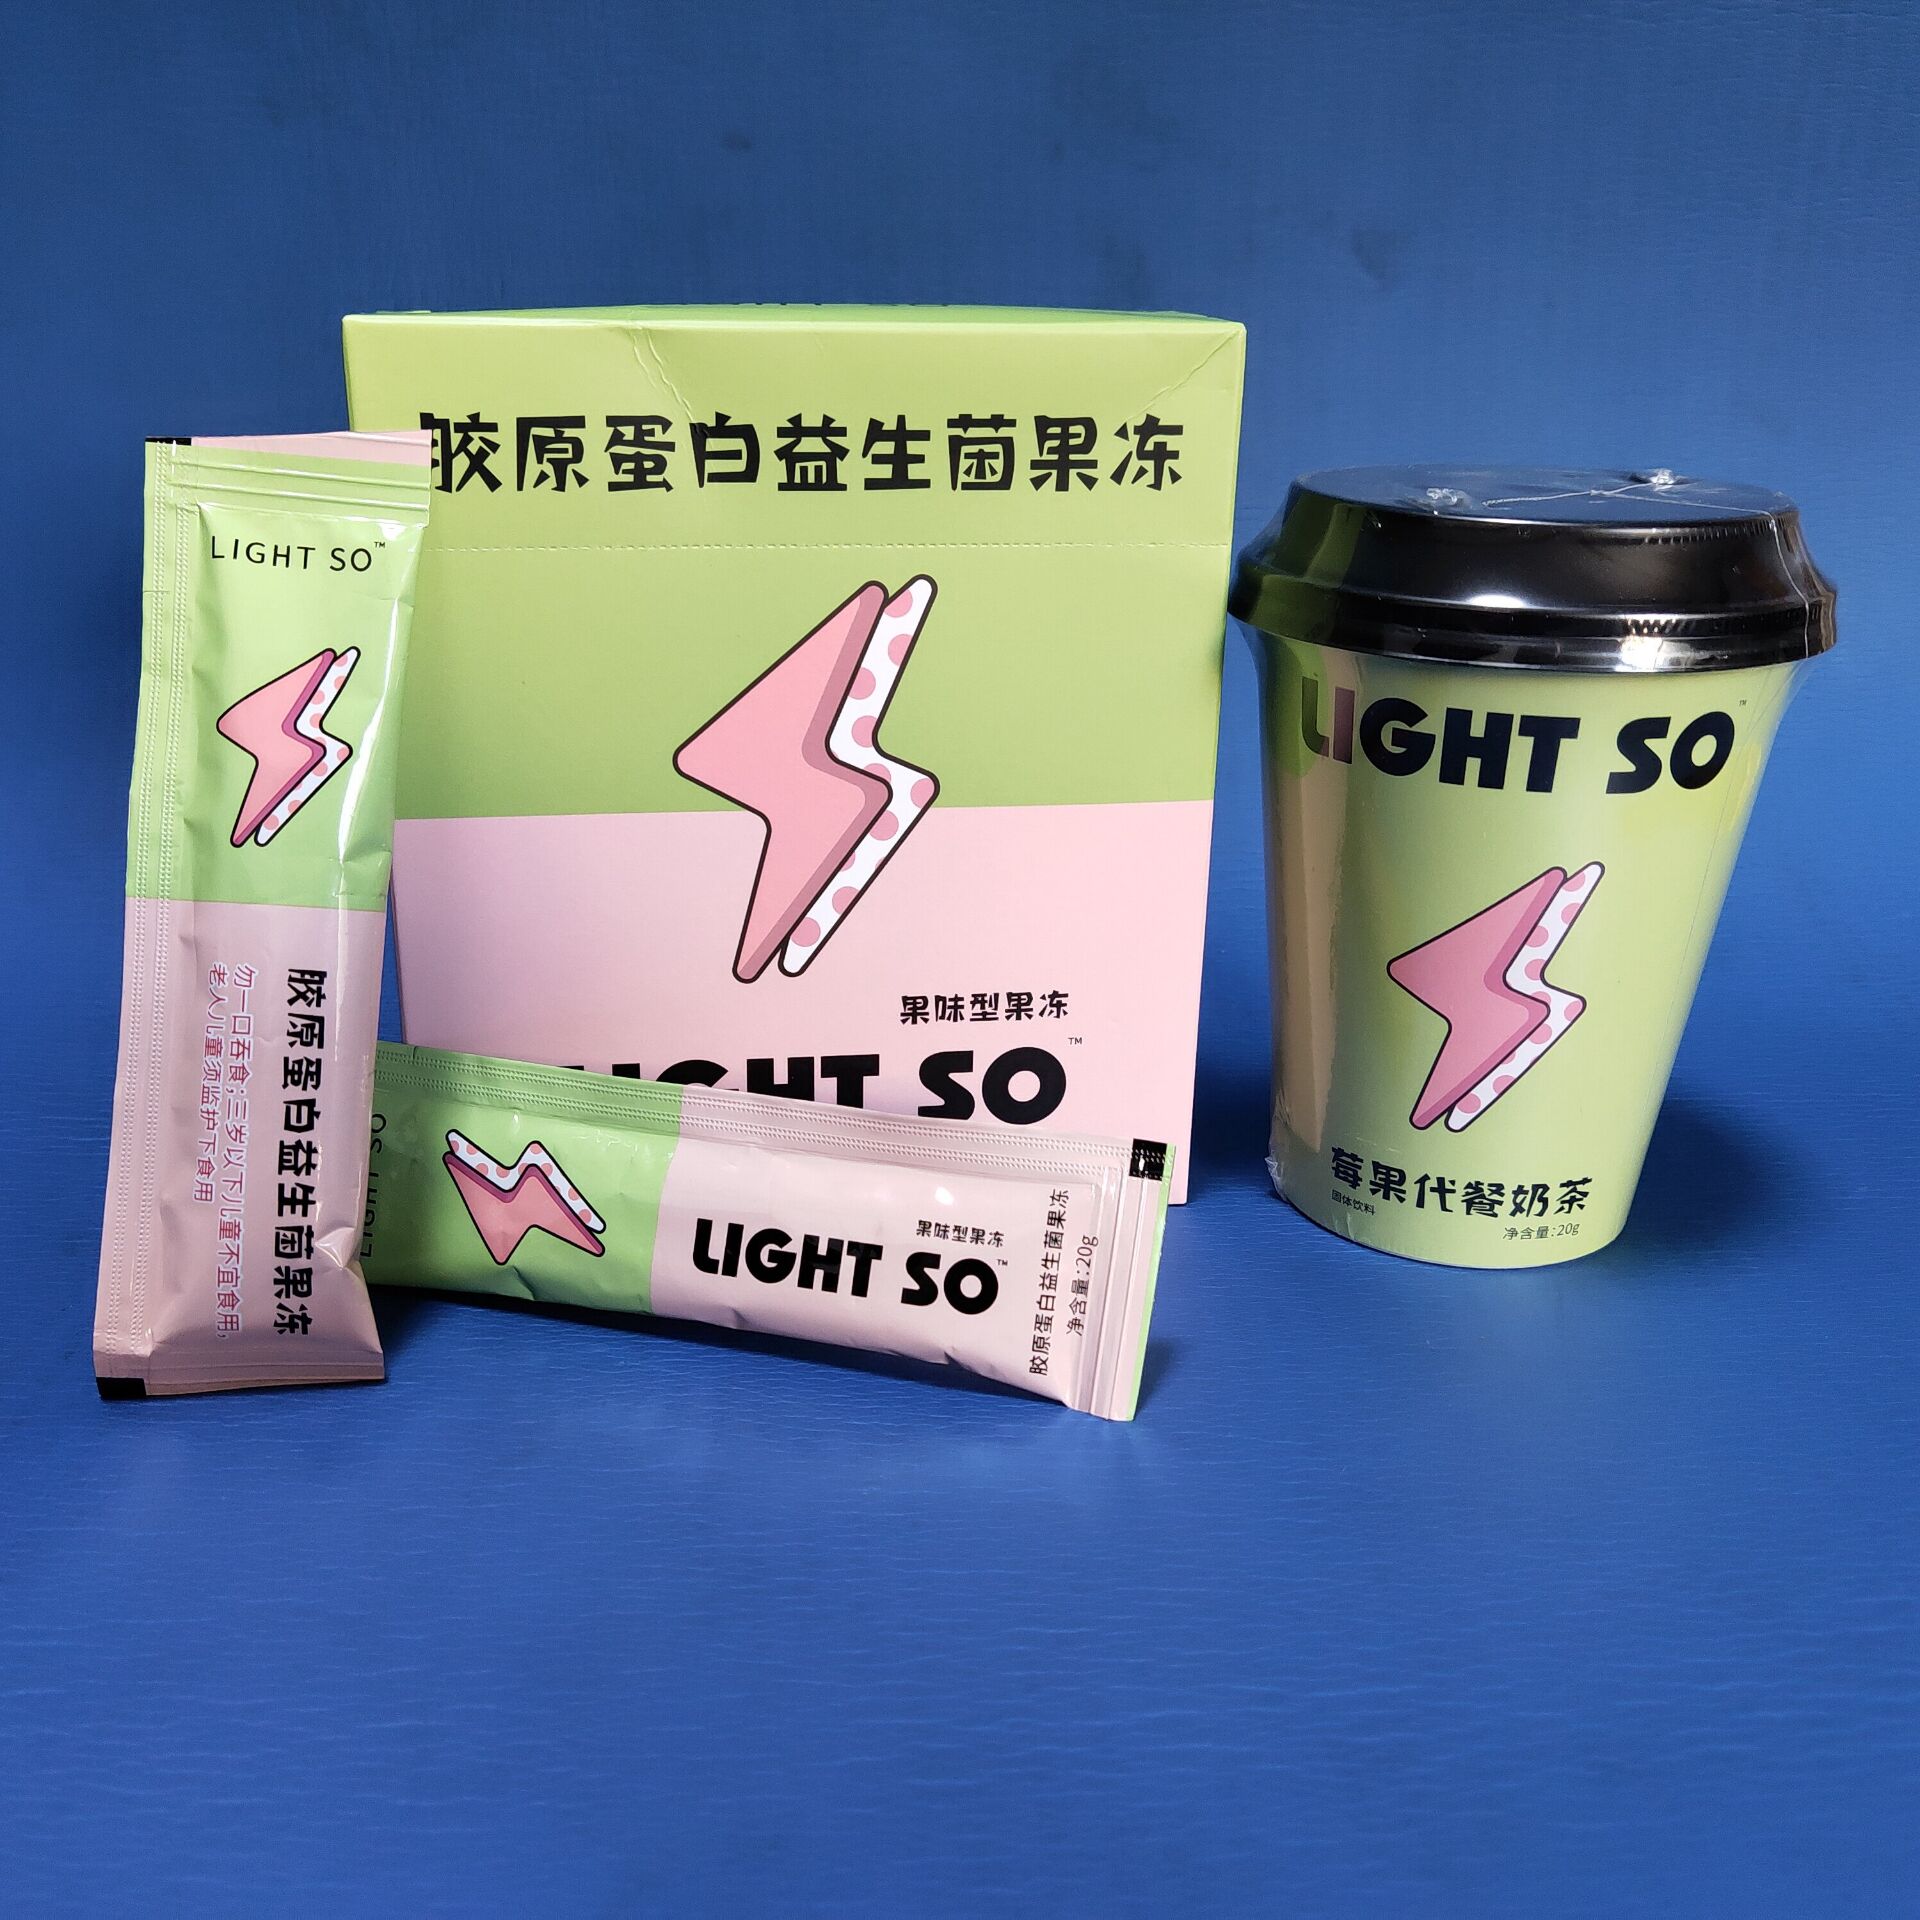 胶原蛋白益生菌果冻
果味型果冻
LIGHT SO™
LIGHT SO™
胶原蛋白益生菌果冻
勿一口吞食;三岁以下儿童不宜食用,
老人儿童须监护下食用
LIGHT SO
果味型果冻
LIGHT SO™
胶原蛋白益生菌果冻
净含量:20g
LIGHT SO™
莓果代餐奶茶
固体饮料
净含量:20g